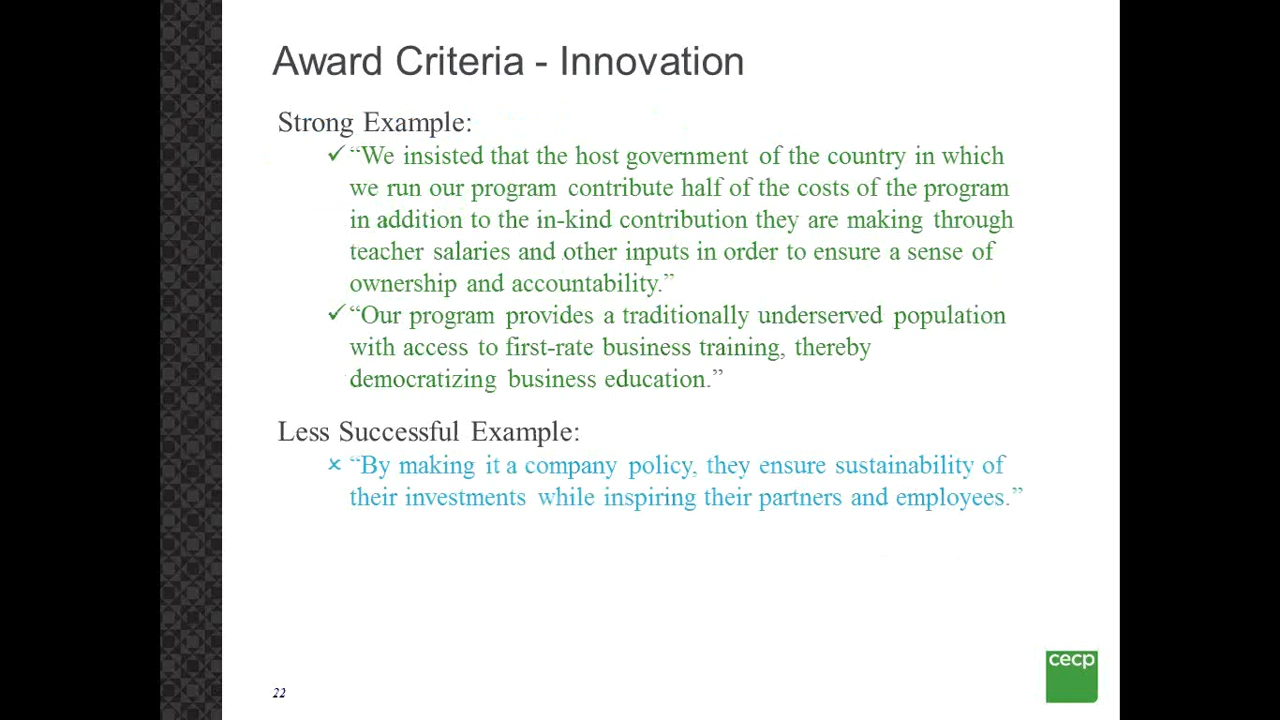 Award Criteria - Innovation
Strong Example:
✓ “We insisted that the host government of the country in which
we run our program contribute half of the costs of the program
in addition to the in-kind contribution they are making through
teacher salaries and other inputs in order to ensure a sense of
ownership and accountability.”
✓ “Our program provides a traditionally underserved population
with access to first-rate business training, thereby
democratizing business education.”
Less Successful Example:
× “By making it a company policy, they ensure sustainability of
their investments while inspiring their partners and employees.”
cecp
22